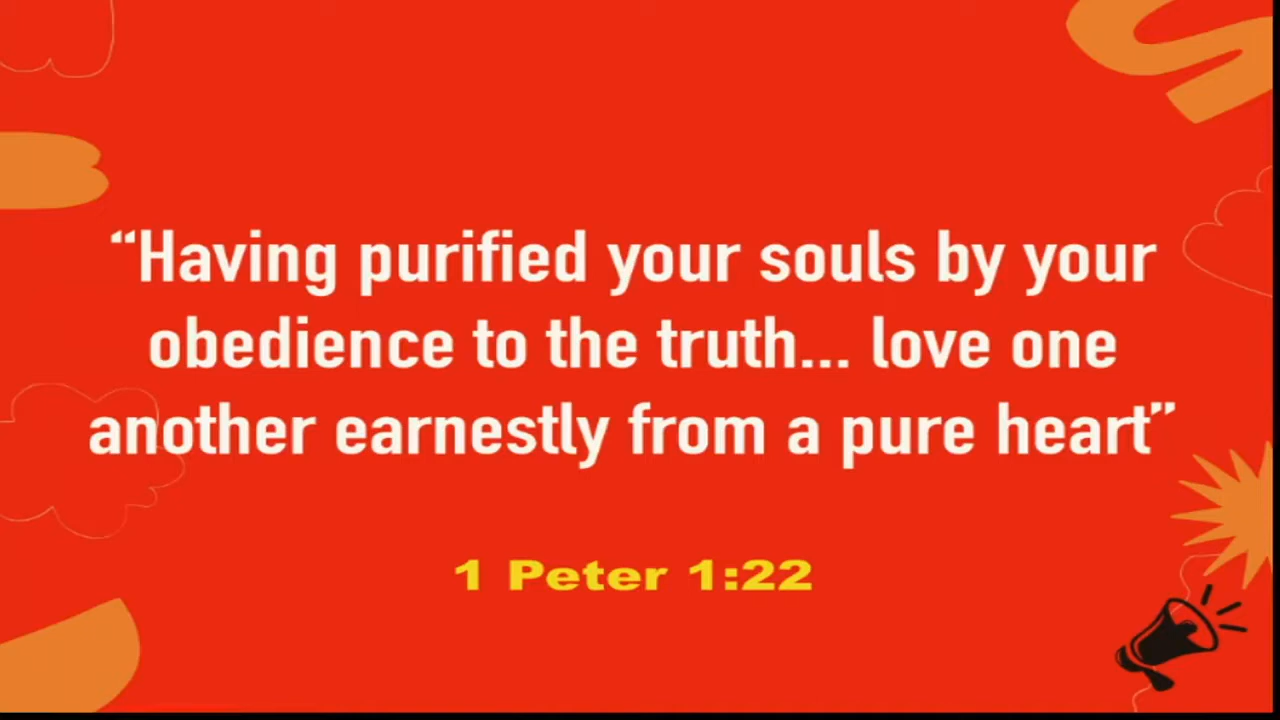 “Having purified your souls by your
obedience to the truth... love one
another earnestly from a pure heart”
1 Peter 1:22